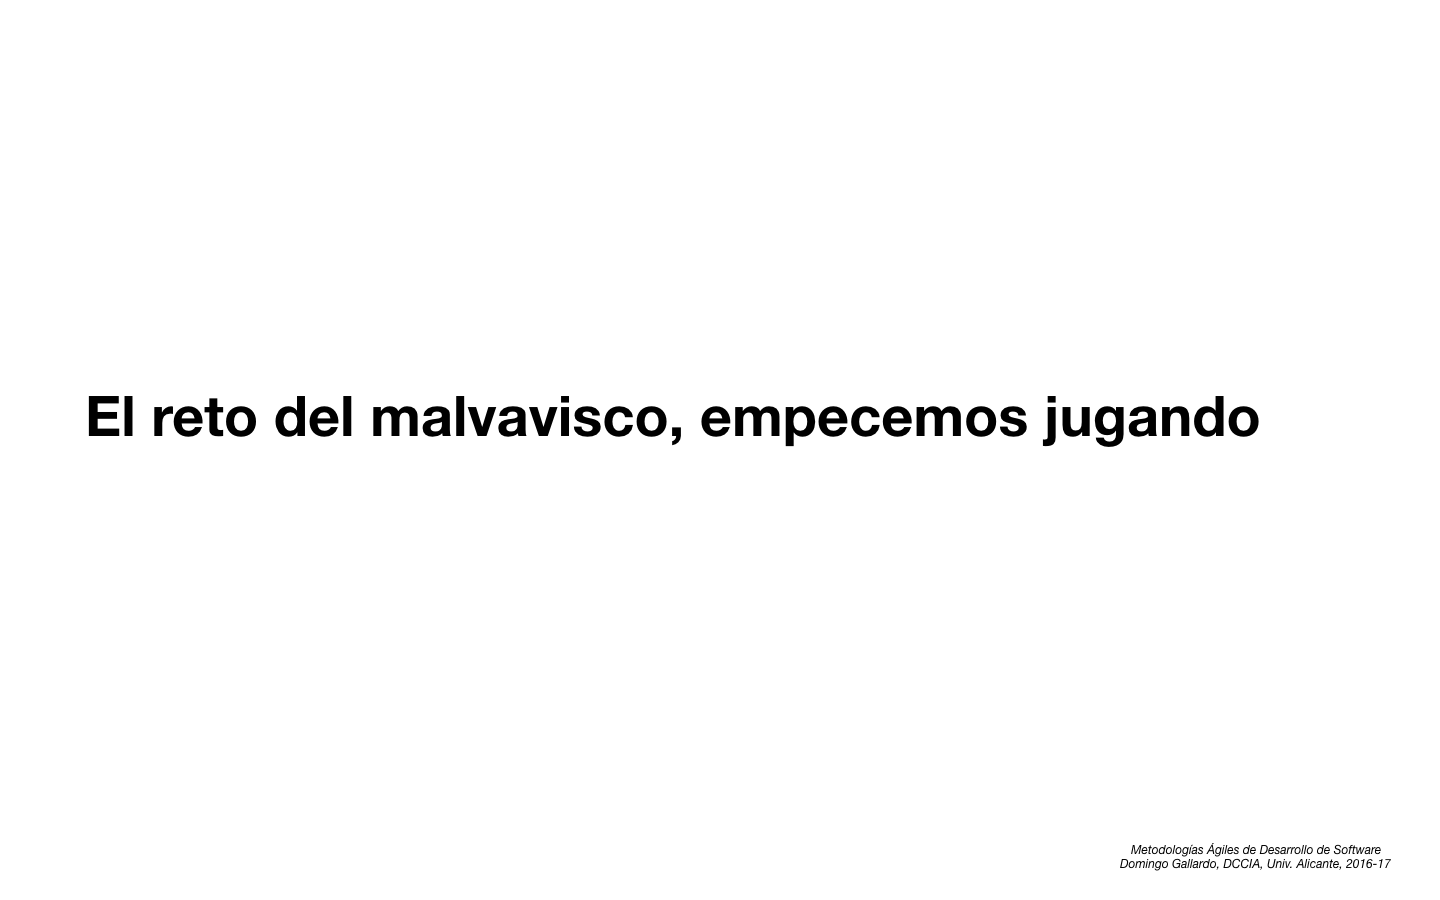 El reto del malvavisco, empecemos jugando
Metodologías Ágiles de Desarrollo de Software
Domingo Gallardo, DCCIA, Univ. Alicante, 2016-17